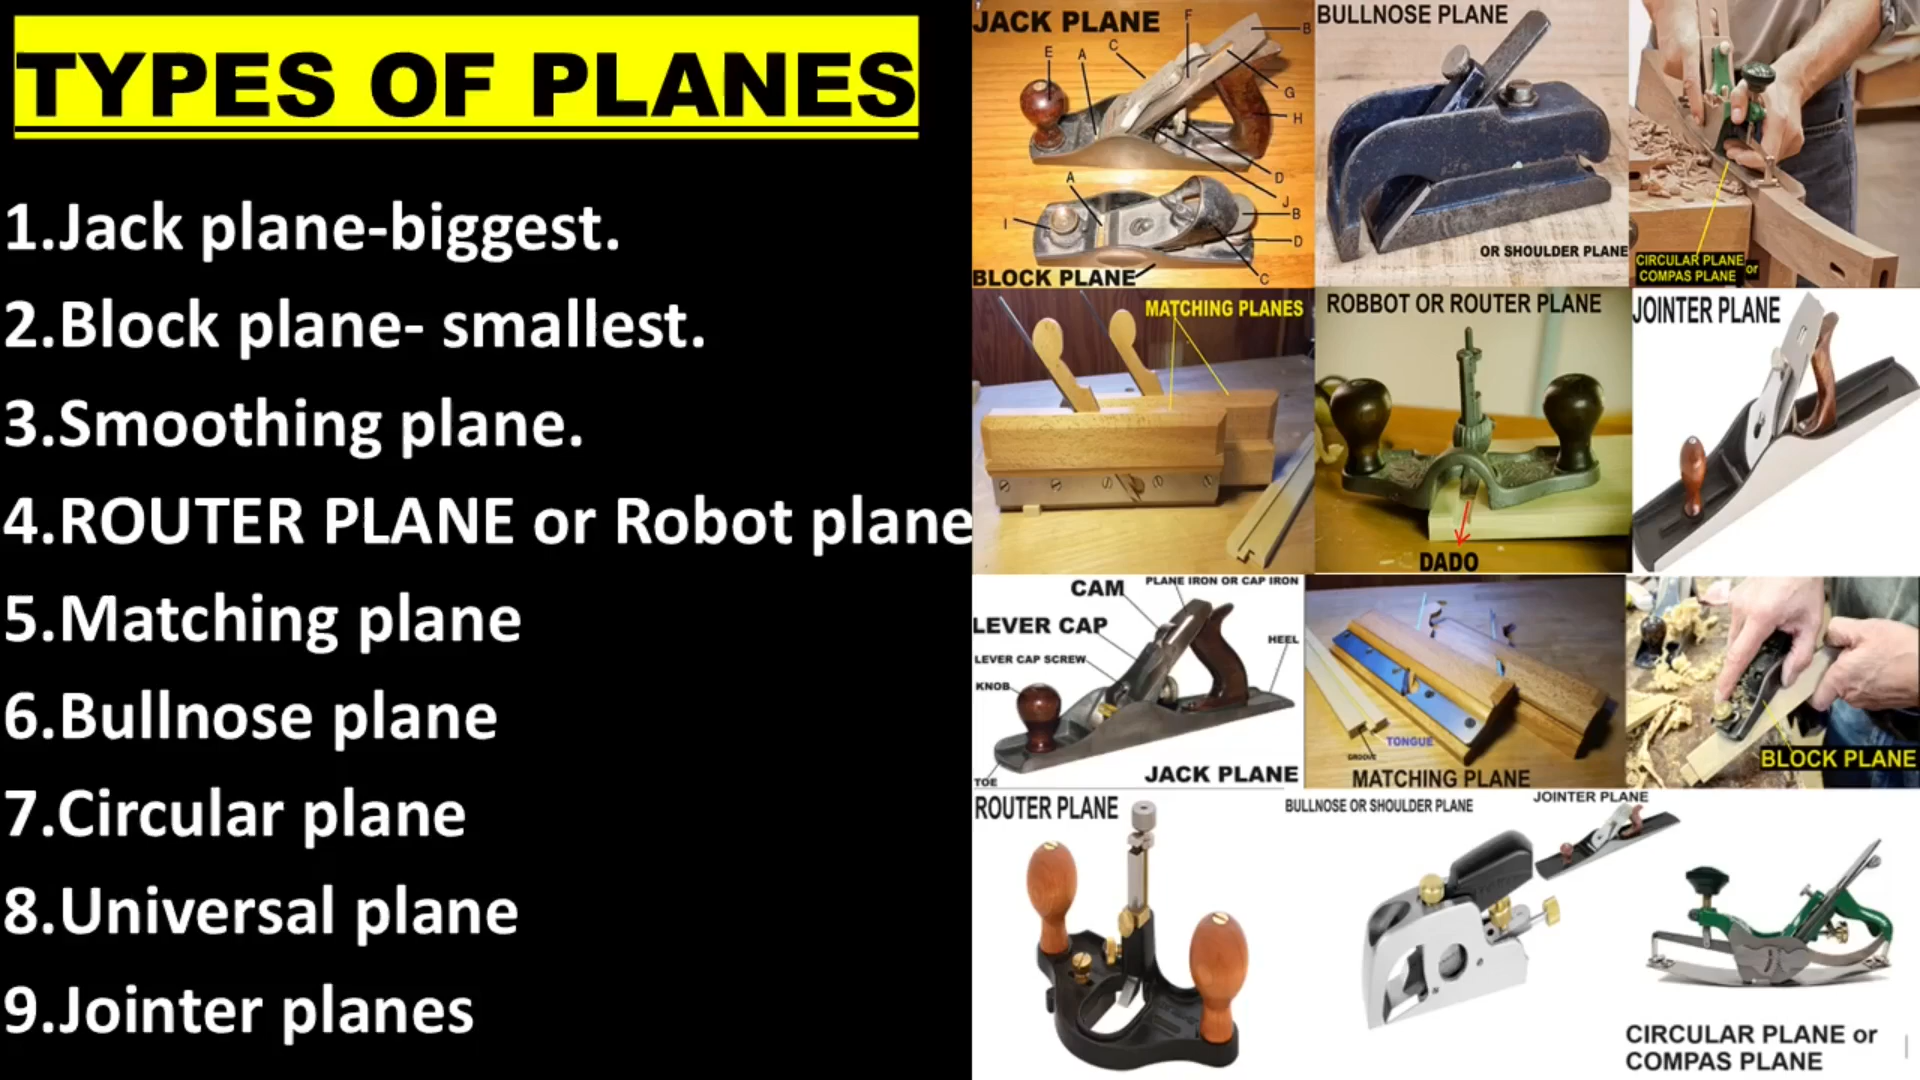 TYPES OF PLANES
1.Jack plane-biggest.
2.Block plane- smallest.
3.Smoothing plane.
4.ROUTER PLANE or Robot plane
5.Matching plane
6.Bullnose plane
7.Circular plane
8.Universal plane
9.Jointer planes
JACK PLANE
F
B
E
A
C
G
H
D
J
A
I
B
D
C
BLOCK PLANE
BULLNOSE PLANE
OR SHOULDER PLANE
CIRCULAR PLANE or
COMPAS PLANE
MATCHING PLANES
ROBBOT OR ROUTER PLANE
DADO
JOINTER PLANE
CAM
PLANE IRON OR CAP IRON
LEVER CAP
HEEL
LEVER CAP SCREW
KNOB
TOE
JACK PLANE
TONGUE
GROOVE
MATCHING PLANE
BLOCK PLANE
ROUTER PLANE
BULLNOSE OR SHOULDER PLANE
JOINTER PLANE
CIRCULAR PLANE or
COMPAS PLANE